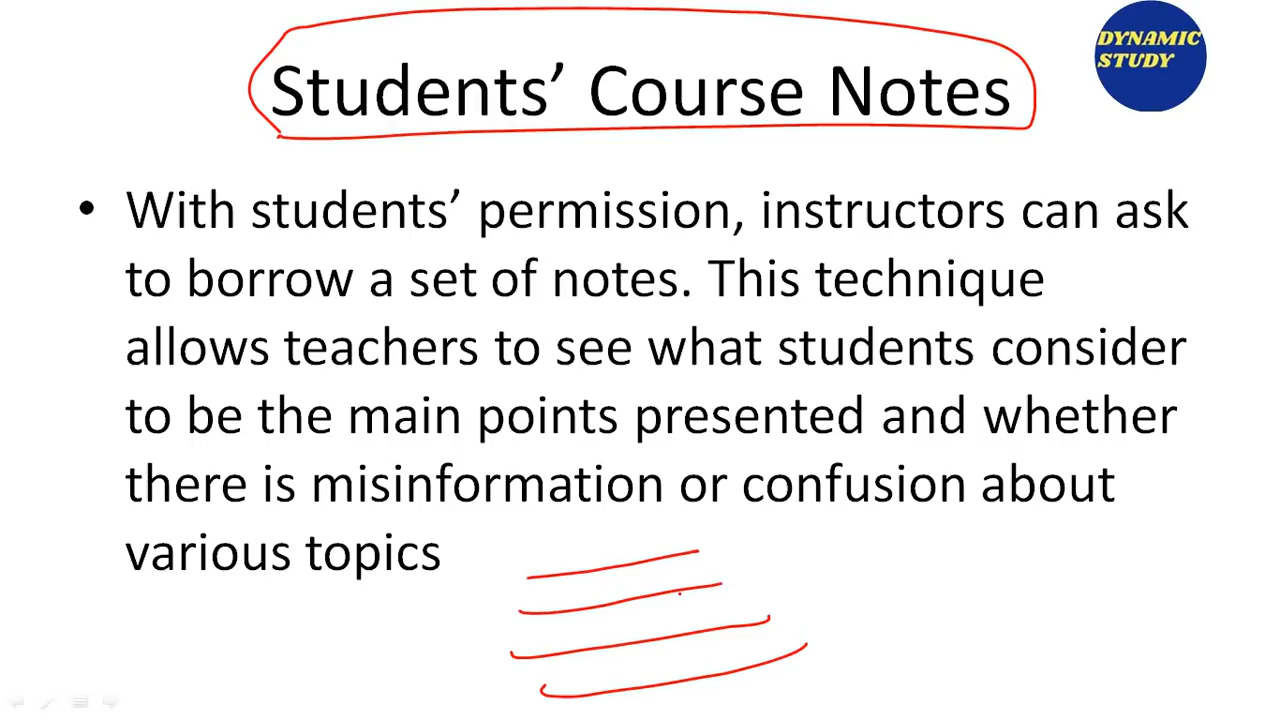 Students’ Course Notes
DYNAMIC
STUDY
• With students’ permission, instructors can ask
to borrow a set of notes. This technique
allows teachers to see what students consider
to be the main points presented and whether
there is misinformation or confusion about
various topics